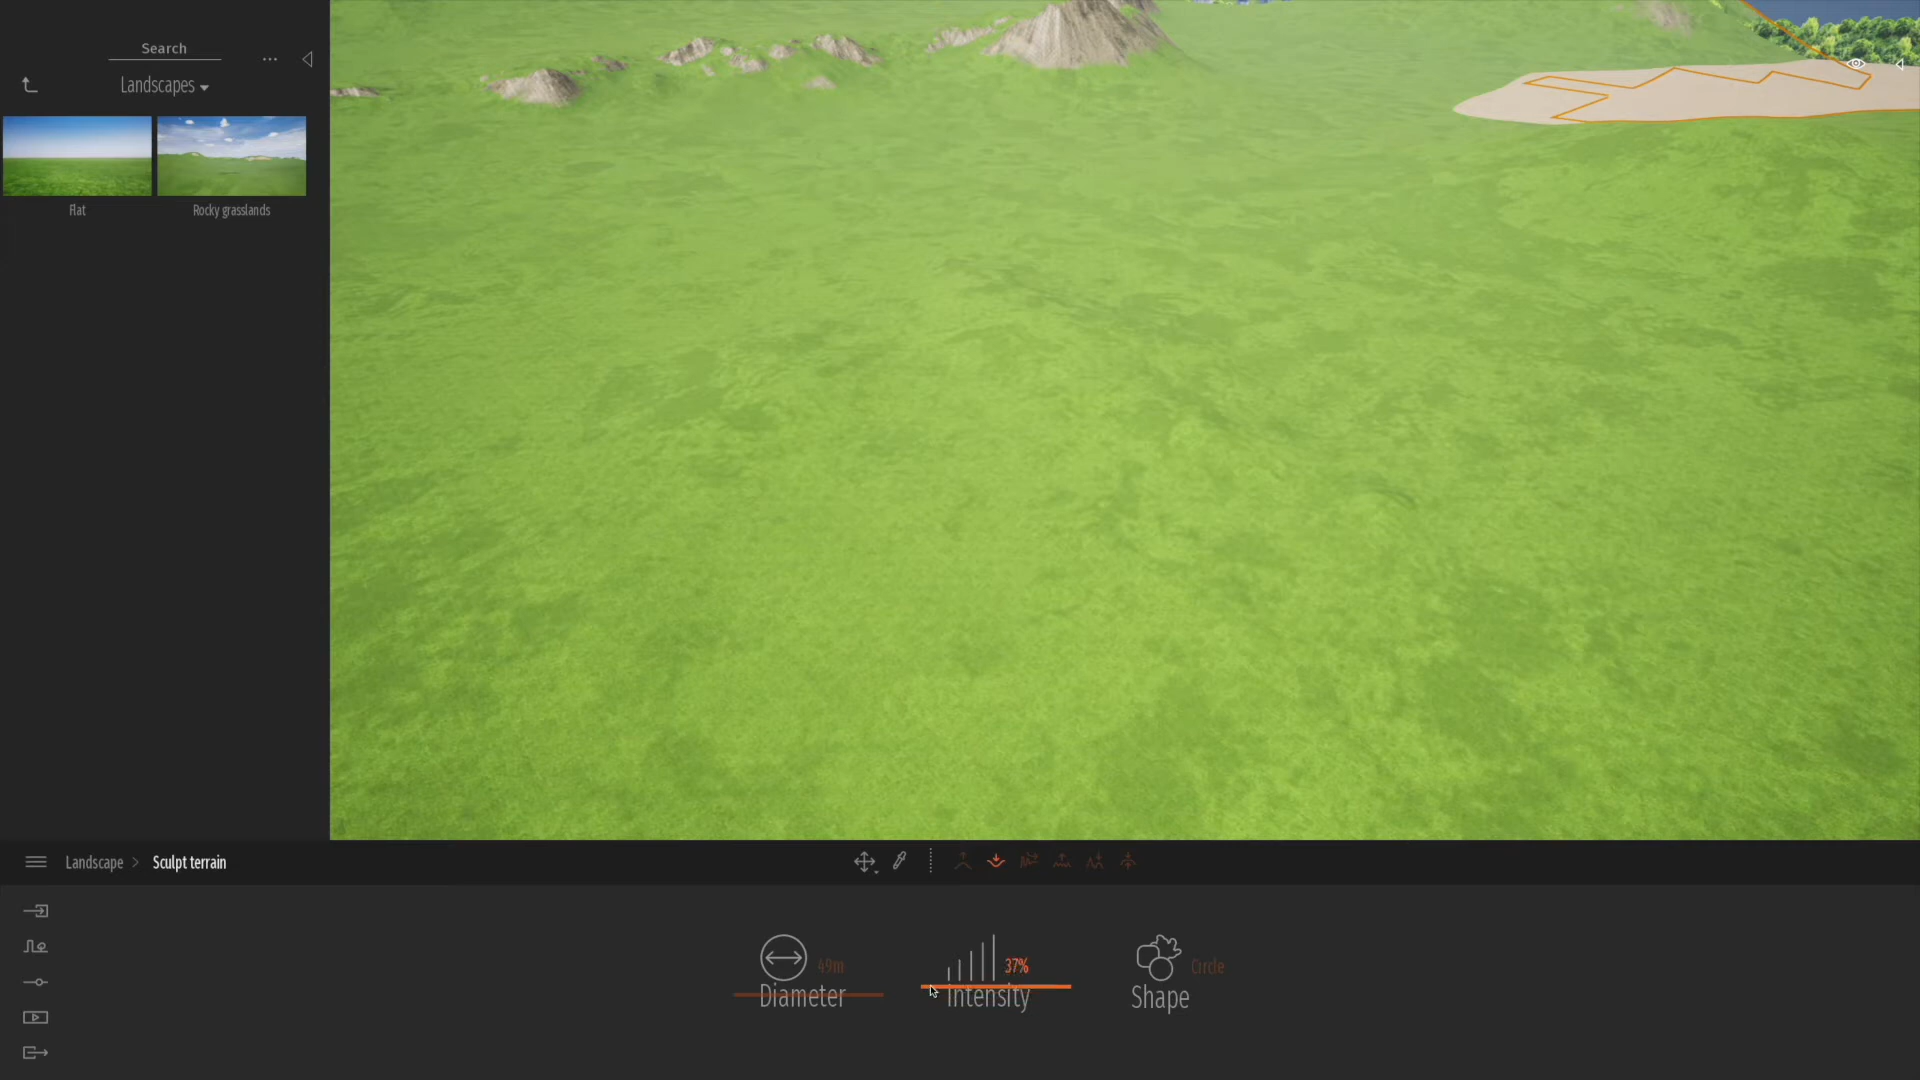 Search
...
Landscapes
Flat
Rocky grasslands
Landscape > Sculpt terrain
49m
Diameter
37%
Intensity
Circle
Shape